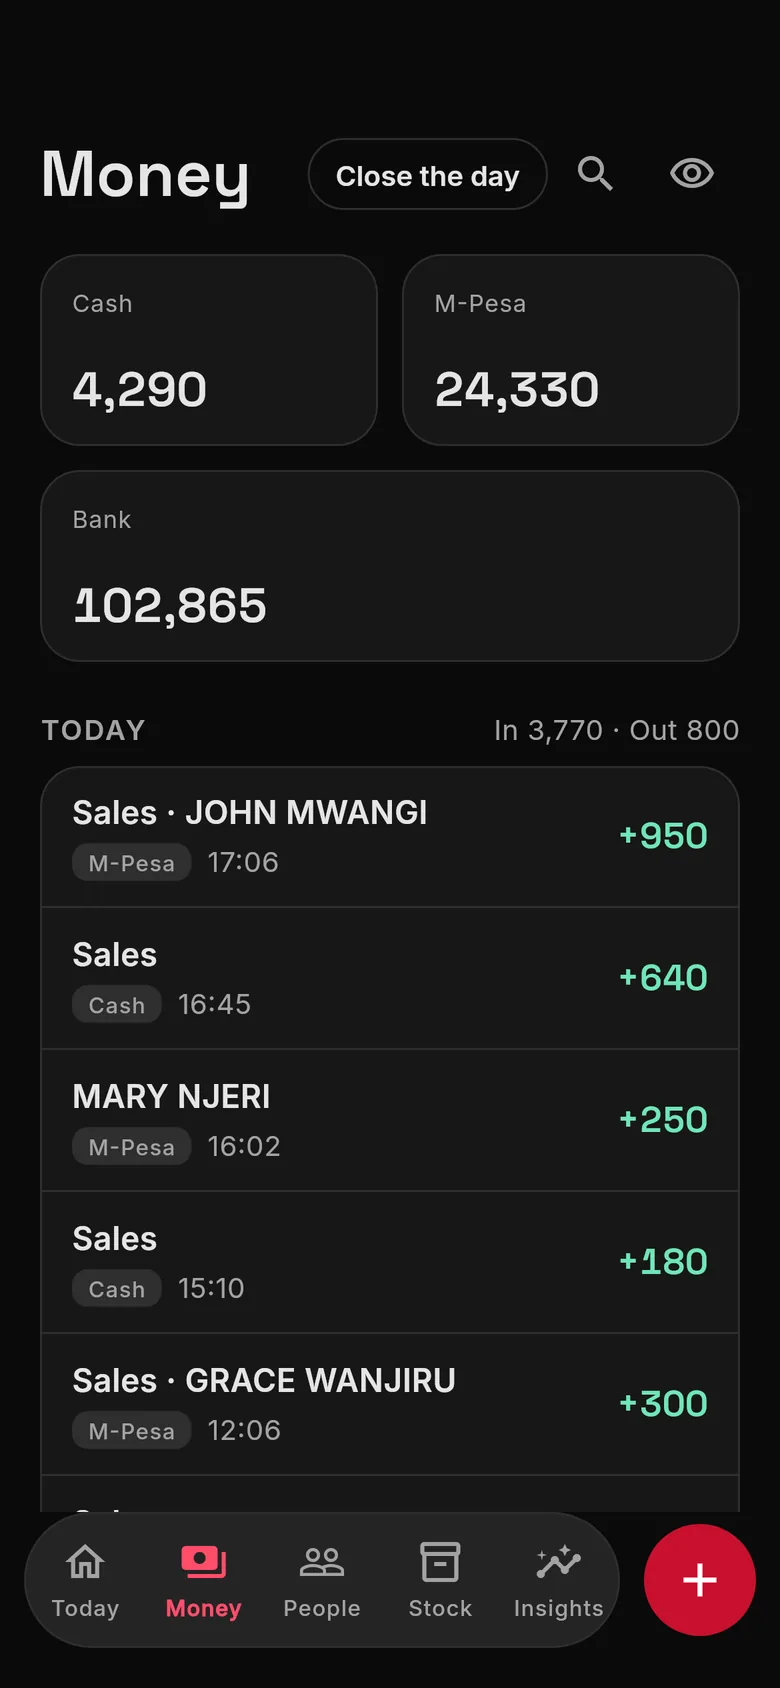 Money
Close the day
Cash
4,290
M-Pesa
24,330
Bank
102,865
TODAY
In 3,770 · Out 800
Sales · JOHN MWANGI
+950
M-Pesa 17:06
Sales
+640
Cash 16:45
MARY NJERI
+250
M-Pesa 16:02
Sales
+180
Cash 15:10
Sales · GRACE WANJIRU
+300
M-Pesa 12:06
Today
Money
People
Stock
Insights